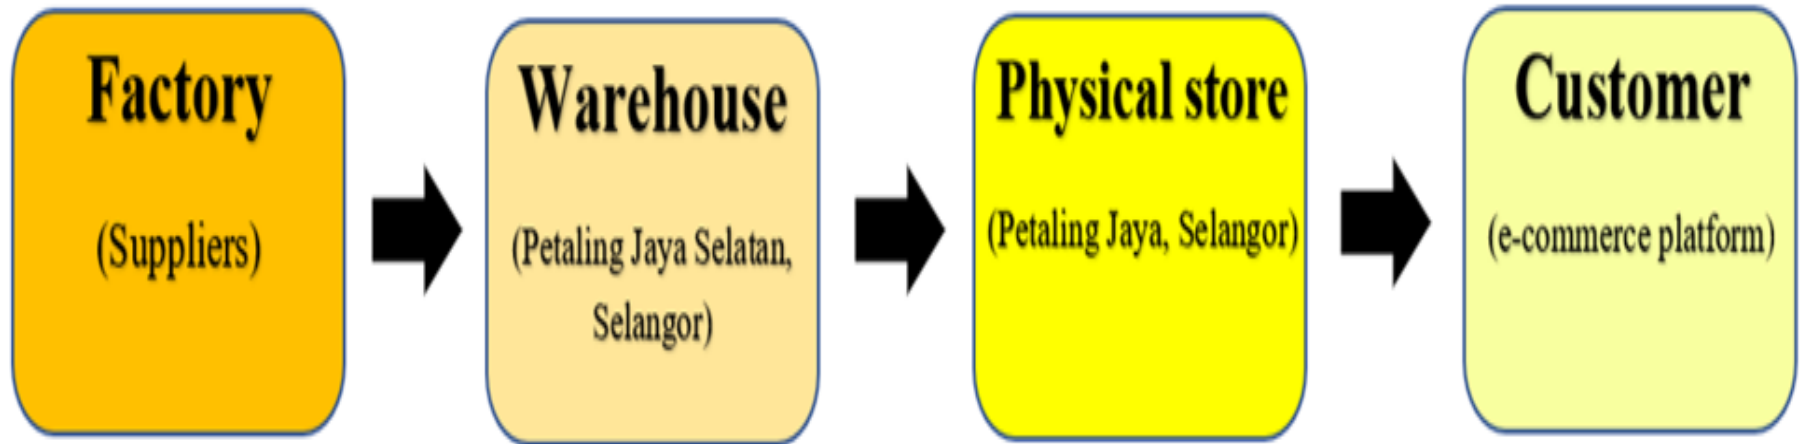 Factory
(Suppliers)
Warehouse
(Petaling Jaya Selatan,
Selangor)
Physical store
(Petaling Jaya, Selangor)
Customer
(e-commerce platform)